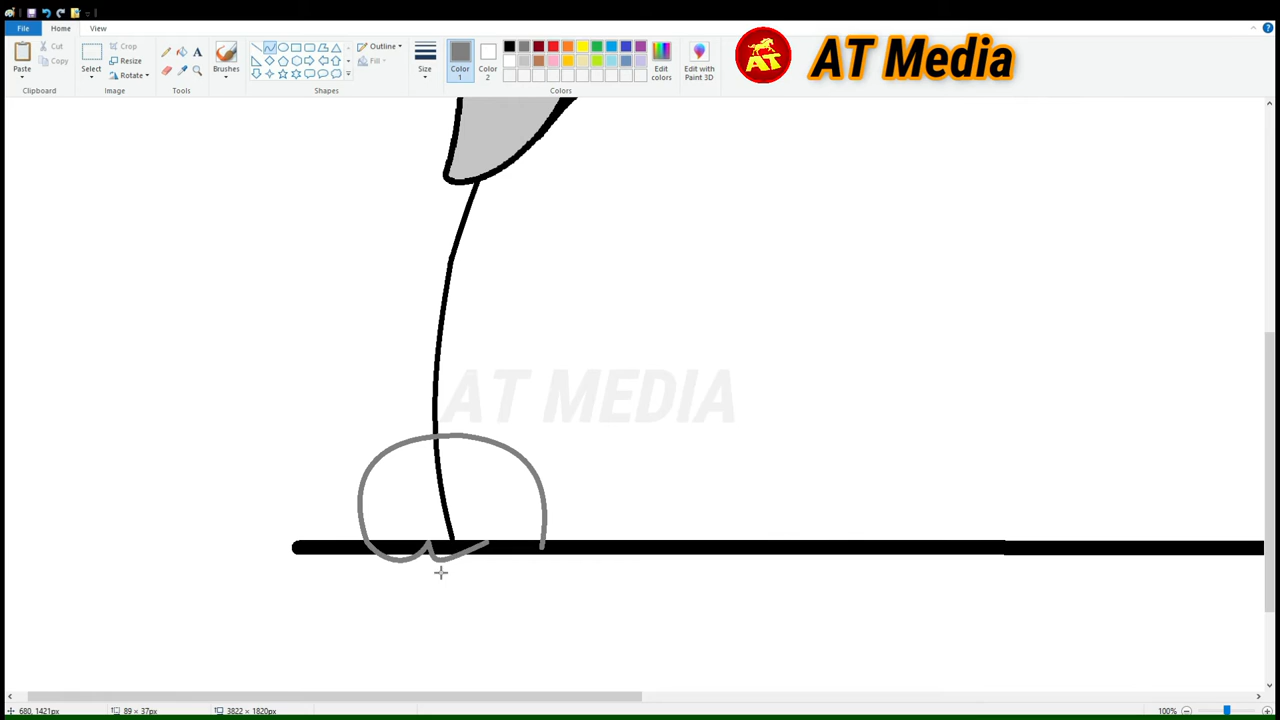 File Home View
Paste Cut Copy Clipboard
Select Crop Resize Rotate Image
Tools
Brushes
Shapes Outline Fill
Size
Color 1 Color 2
Edit colors Colors
Edit with Paint 3D
AT AT Media
AT MEDIA
680, 1421px 89 × 37px 3822 × 1820px 100%